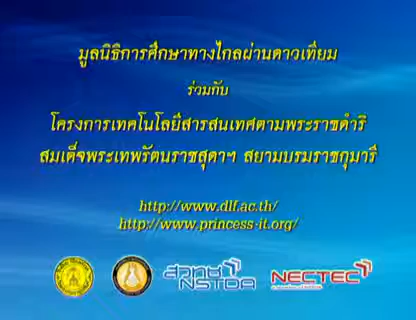 มูลนิธิการศึกษาทางไกลผ่านดาวเทียม
ร่วมกับ
โครงการเทคโนโลยีสารสนเทศตามพระราชดำริ
สมเด็จพระเทพรัตนราชสุดาฯ สยามบรมราชกุมารี
http://www.dlf.ac.th/
http://www.princess-it.org/
สวทช
NSTDA
NECTEC